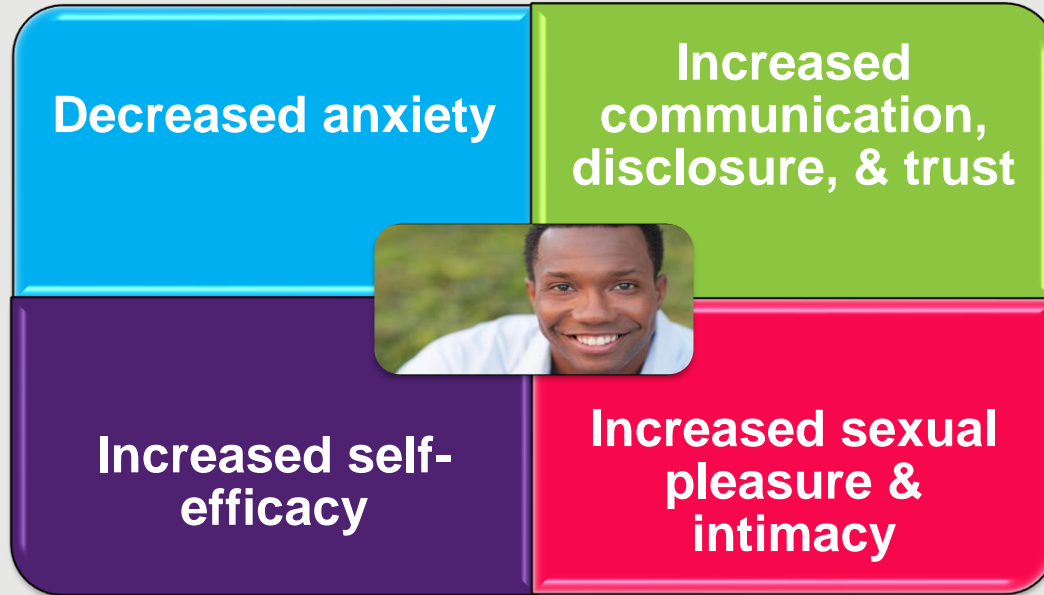 Decreased anxiety
Increased
communication,
disclosure, & trust
Increased self-
efficacy
Increased sexual
pleasure &
intimacy